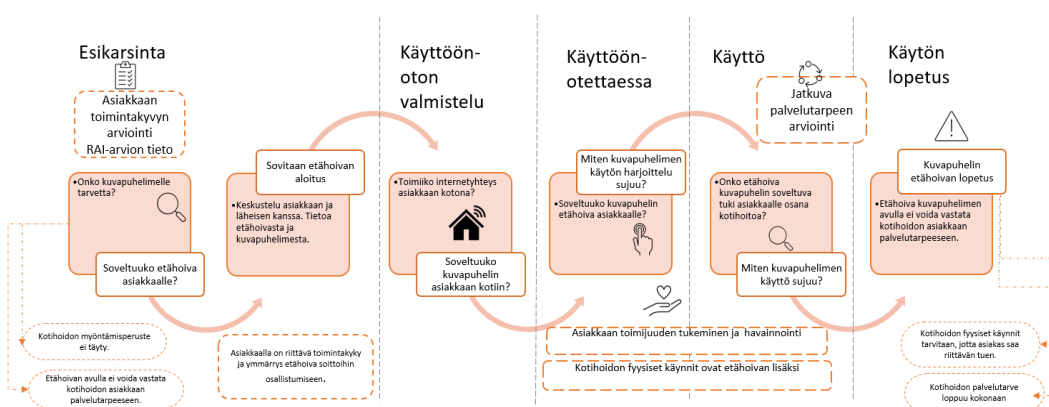 Esikarsinta
Asiakkaan
toimintakyvyn
arviointi
RAI-arvion tieto
•Onko kuvapuhelimelle
tarvetta?
Soveltuuko etähoiva
asiakkaalle?
Kotihoidon myöntämisperuste
ei täyty.
Etähoivan avulla ei voida vastata
kotihoidon asiakkaan
palvelutarpeeseen.
Sovitaan etähoivan
aloitus
•Keskustelu asiakkaan ja
läheisen kanssa. Tietoa
etähoivasta ja
kuvapuhelimesta.
Asiakkaalla on riittävä toimintakyky
ja ymmärrys etähoiva soittoihin
osallistumiseen.
Käyttöön-
oton
valmistelu
•Toimiiko internetyhteys
asiakkaan kotona?
Soveltuuko
kuvapuhelin
asiakkaan kotiin?
Käyttöön-
otettaessa
Miten kuvapuhelimen
käytön harjoittelu
sujuu?
•Soveltuuko kuvapuhelin
etähoiva asiakkaalle?
Käyttö
Jatkuva
palvelutarpeen
arviointi
•Onko etähoiva
kuvapuhelin soveltuva
tuki asiakkaalle osana
kotihoitoa?
Miten kuvapuhelimen
käyttö sujuu?
Asiakkaan toimijuuden tukeminen ja havainnointi
Kotihoidon fyysiset käynnit ovat etähoivan lisäksi
Käytön
lopetus
Kuvapuhelin
etähoivan lopetus
•Etähoiva kuvapuhelimen
avulla ei voida vastata
kotihoidon asiakkaan
palvelutarpeeseen.
Kotihoidon fyysiset käynnit
tarvitaan, jotta asiakas saa
riittävän tuen.
Kotihoidon palvelutarve
loppuu kokonaan